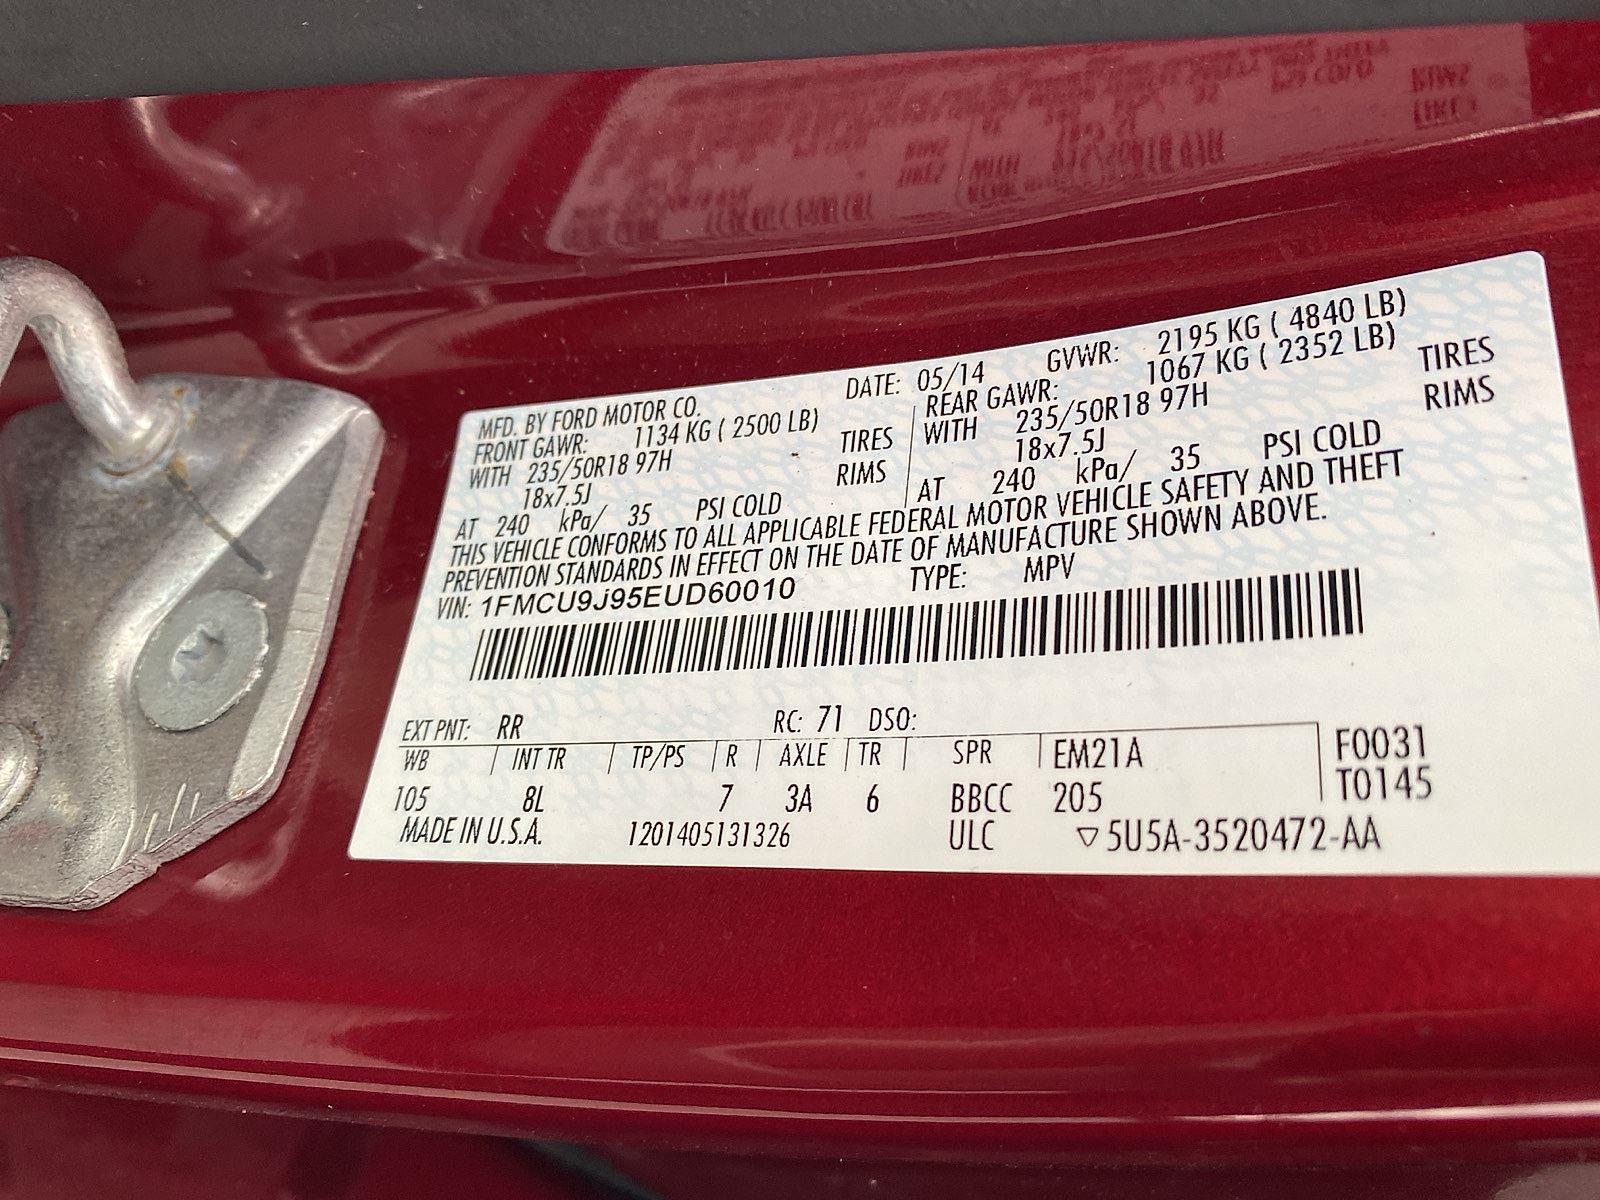 MFD. BY FORD MOTOR CO. DATE: 05/14 GVWR: 2195 KG ( 4840 LB)
FRONT GAWR: 1134 KG ( 2500 LB) REAR GAWR: 1067 KG ( 2352 LB)
WITH 235/50R18 97H TIRES WITH 235/50R18 97H TIRES
18x7.5J RIMS 18x7.5J RIMS
AT 240 kPa/ 35 PSI COLD AT 240 kPa/ 35 PSI COLD
THIS VEHICLE CONFORMS TO ALL APPLICABLE FEDERAL MOTOR VEHICLE SAFETY AND THEFT
PREVENTION STANDARDS IN EFFECT ON THE DATE OF MANUFACTURE SHOWN ABOVE.
VIN: 1FMCU9J95EUD60010 TYPE: MPV
EXT PNT: RR RC: 71 DSO:
WB INT TR TP/PS R AXLE TR SPR EM21A F0031
105 8L 7 3A 6 BBCC 205 T0145
MADE IN U.S.A. 1201405131326 ULC ▽5U5A-3520472-AA